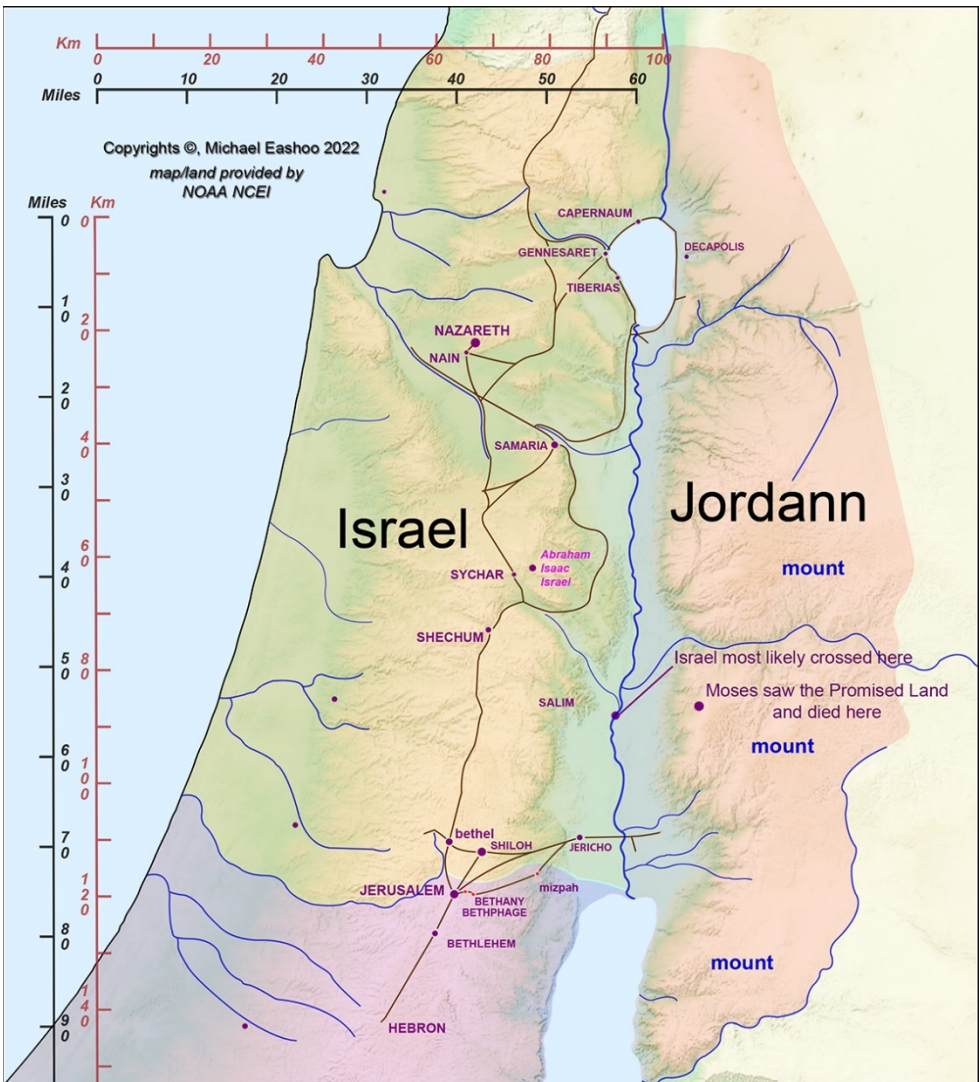 Km
0 20 40 60 80 100
0 10 20 30 40 50 60
Miles
Copyrights ©, Michael Eashoo 2022
map/land provided by
NOAA NCEI
Miles Km
0 0
10
20
20
40
30
60
40
80
50
100
60
70
120
80
140
90
CAPERNAUM
GENNESARET
DECAPOLIS
TIBERIAS
NAZARETH
NAIN
SAMARIA
Israel
Jordann
Abraham
Isaac
Israel
SYCHAR
mount
SHECHUM
Israel most likely crossed here
Moses saw the Promised Land
and died here
SALIM
mount
bethel
SHILOH
JERICHO
JERUSALEM
mizpah
BETHANY
BETHPHAGE
BETHLEHEM
mount
HEBRON